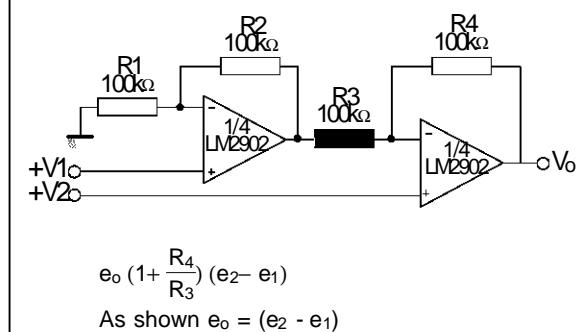 R2
100kΩ
R4
100kΩ
R1
100kΩ
R3
100kΩ
-
1/4
LM2902
+
-
1/4
LM2902
+
+V1
+V2
Vo
eo (1+ R4/R3) (e2– e1)
As shown eo = (e2 - e1)